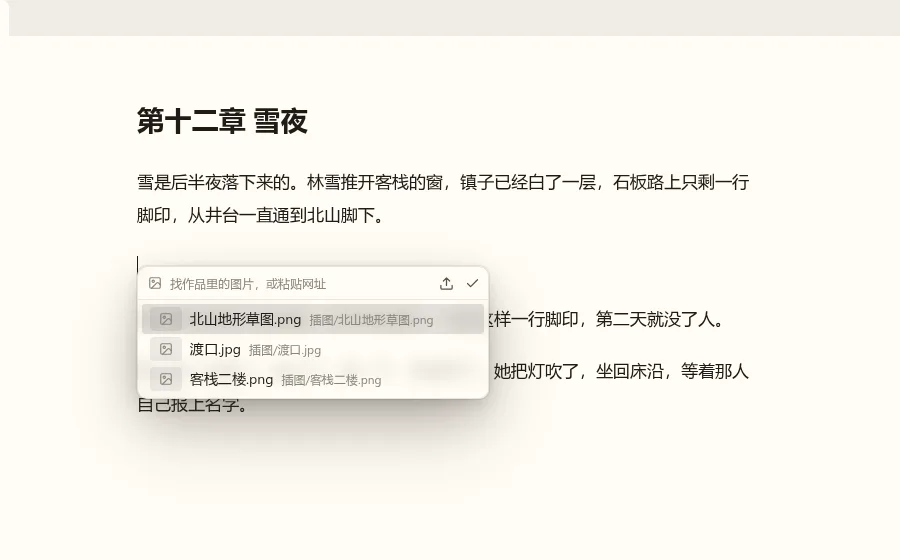 第十二章 雪夜
雪是后半夜落下来的。林雪推开客栈的窗，镇子已经白了一层，石板路上只剩一行
脚印，从井台一直通到北山脚下。
找作品里的图片，或粘贴网址
北山地形草图.png 插图/北山地形草图.png
这样一行脚印，第二天就没了人。
渡口.jpg 插图/渡口.jpg
客栈二楼.png 插图/客栈二楼.png
她把灯吹了，坐回床沿，等着那人
自己报上名字。